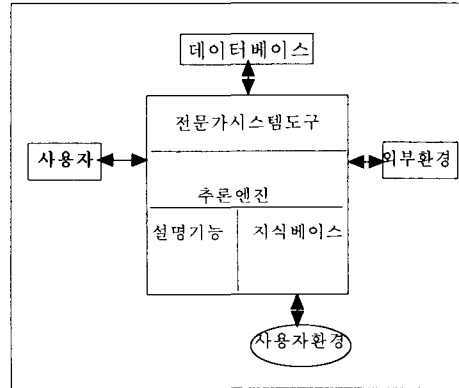 데이터베이스
전문가시스템도구
사용자
외부환경
추론엔진
설명기능 지식베이스
사용자환경